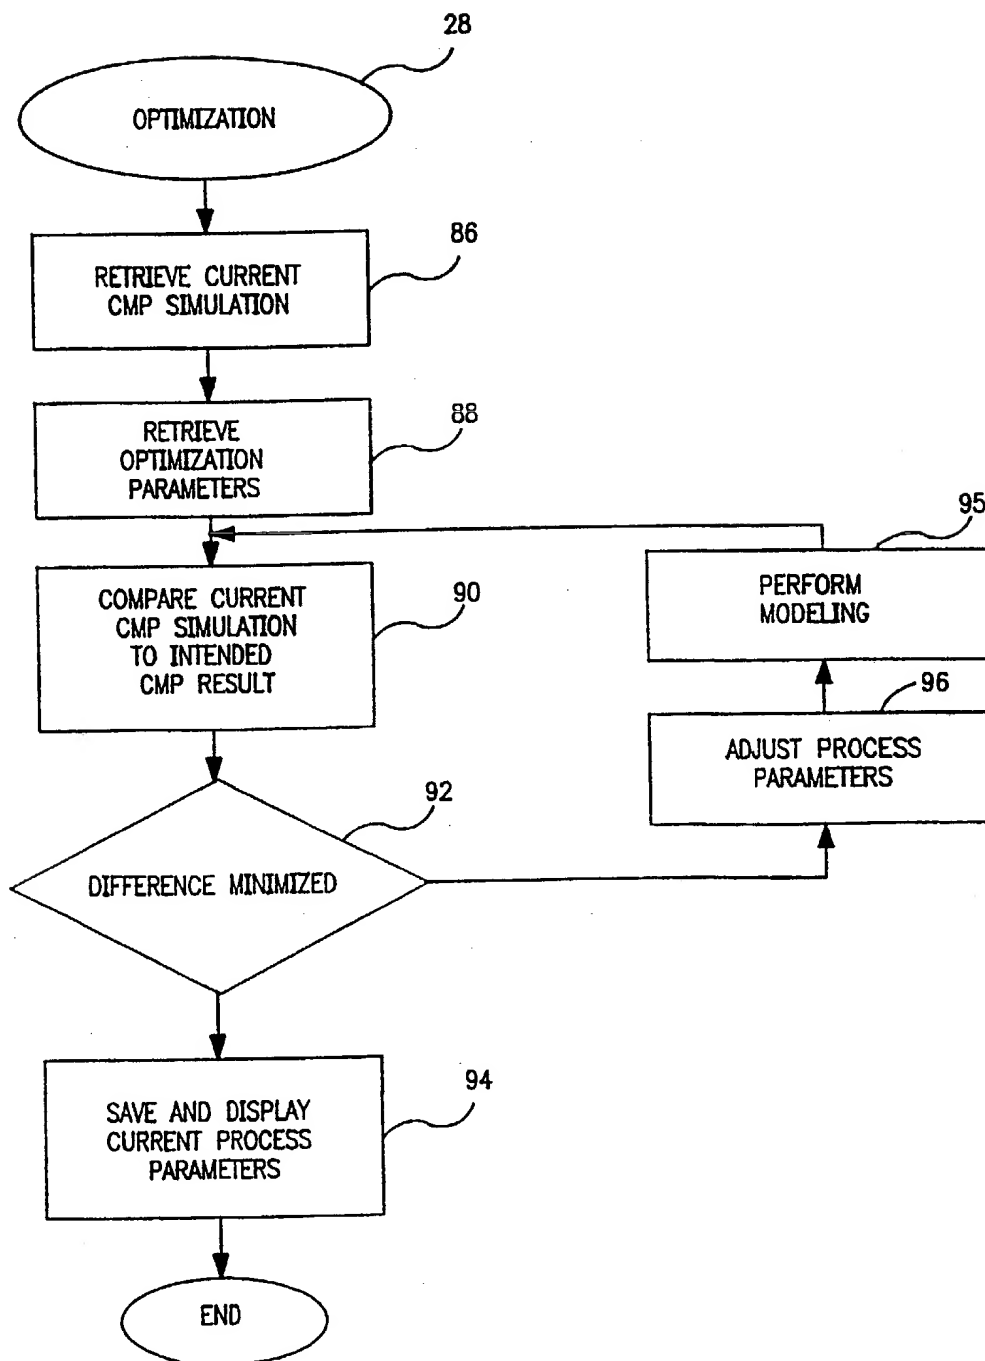 28
OPTIMIZATION
86
RETRIEVE CURRENT
CMP SIMULATION
88
RETRIEVE
OPTIMIZATION
PARAMETERS
95
PERFORM
MODELING
90
COMPARE CURRENT
CMP SIMULATION
TO INTENDED
CMP RESULT
96
ADJUST PROCESS
PARAMETERS
92
DIFFERENCE MINIMIZED
94
SAVE AND DISPLAY
CURRENT PROCESS
PARAMETERS
END